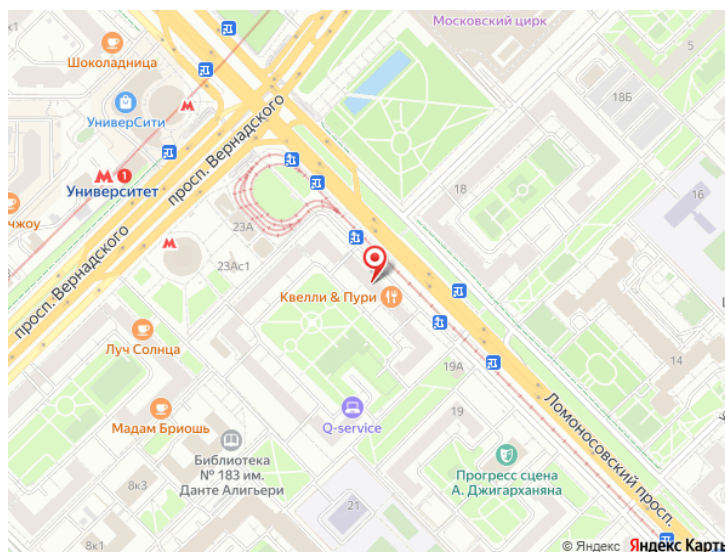 Московский цирк
5
Шоколадница
18Б
УниверСити
просп. Вернадского
1
Университет
18
16
чжоу
23А
23Ас1
просп. Вернадского
Квелли & Пури
Луч Солнца
14
19А
Мадам Бриошь
19
Q-service
Ломоносовский просп.
Библиотека
№ 183 им.
Данте Алигьери
Прогресс сцена
А. Джигарханяна
8к3
21
8к1
© Яндекс Яндекс Карты